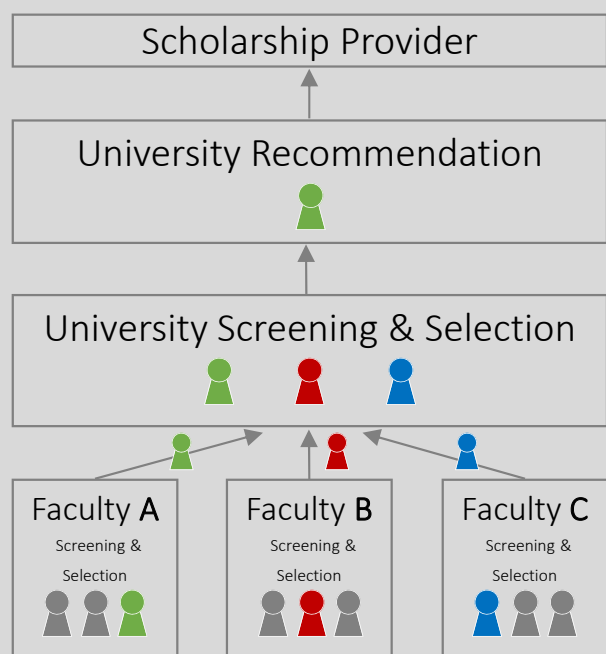 Scholarship Provider
University Recommendation
University Screening & Selection
Faculty A
Screening &
Selection
Faculty B
Screening &
Selection
Faculty C
Screening &
Selection